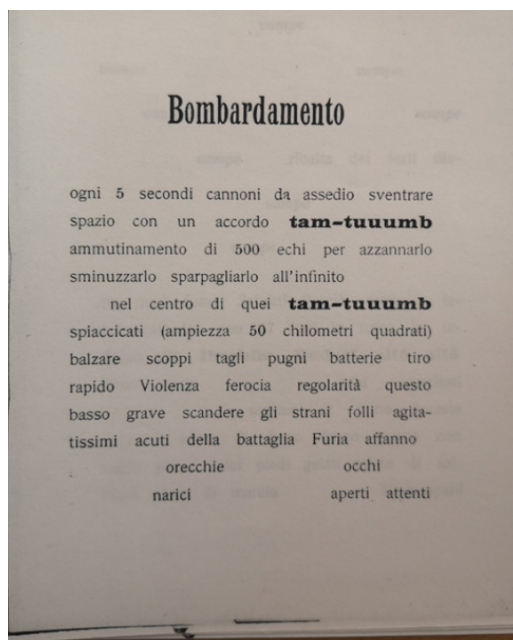 Bombardamento
ogni 5 secondi cannoni da assedio sventrare
spazio con un accordo tam-tuuumb
ammutinamento di 500 echi per azzannarlo
sminuzzarlo sparpagliarlo all'infinito
nel centro di quei tam-tuuumb
spiaccicati (ampiezza 50 chilometri quadrati)
balzare scoppi tagli pugni batterie tiro
rapido Violenza ferocia regolarità questo
basso grave scandere gli strani folli agita-
tissimi acuti della battaglia Furia affanno
orecchie occhi
narici aperti attenti